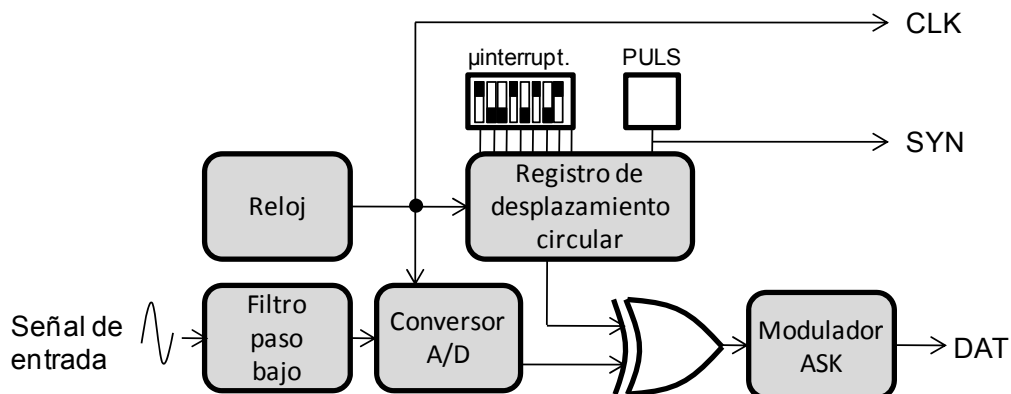 CLK
µinterrupt.
PULS
SYN
Reloj
Registro de
desplazamiento
circular
Señal de
entrada
Filtro
paso
bajo
Conversor
A/D
Modulador
ASK
DAT